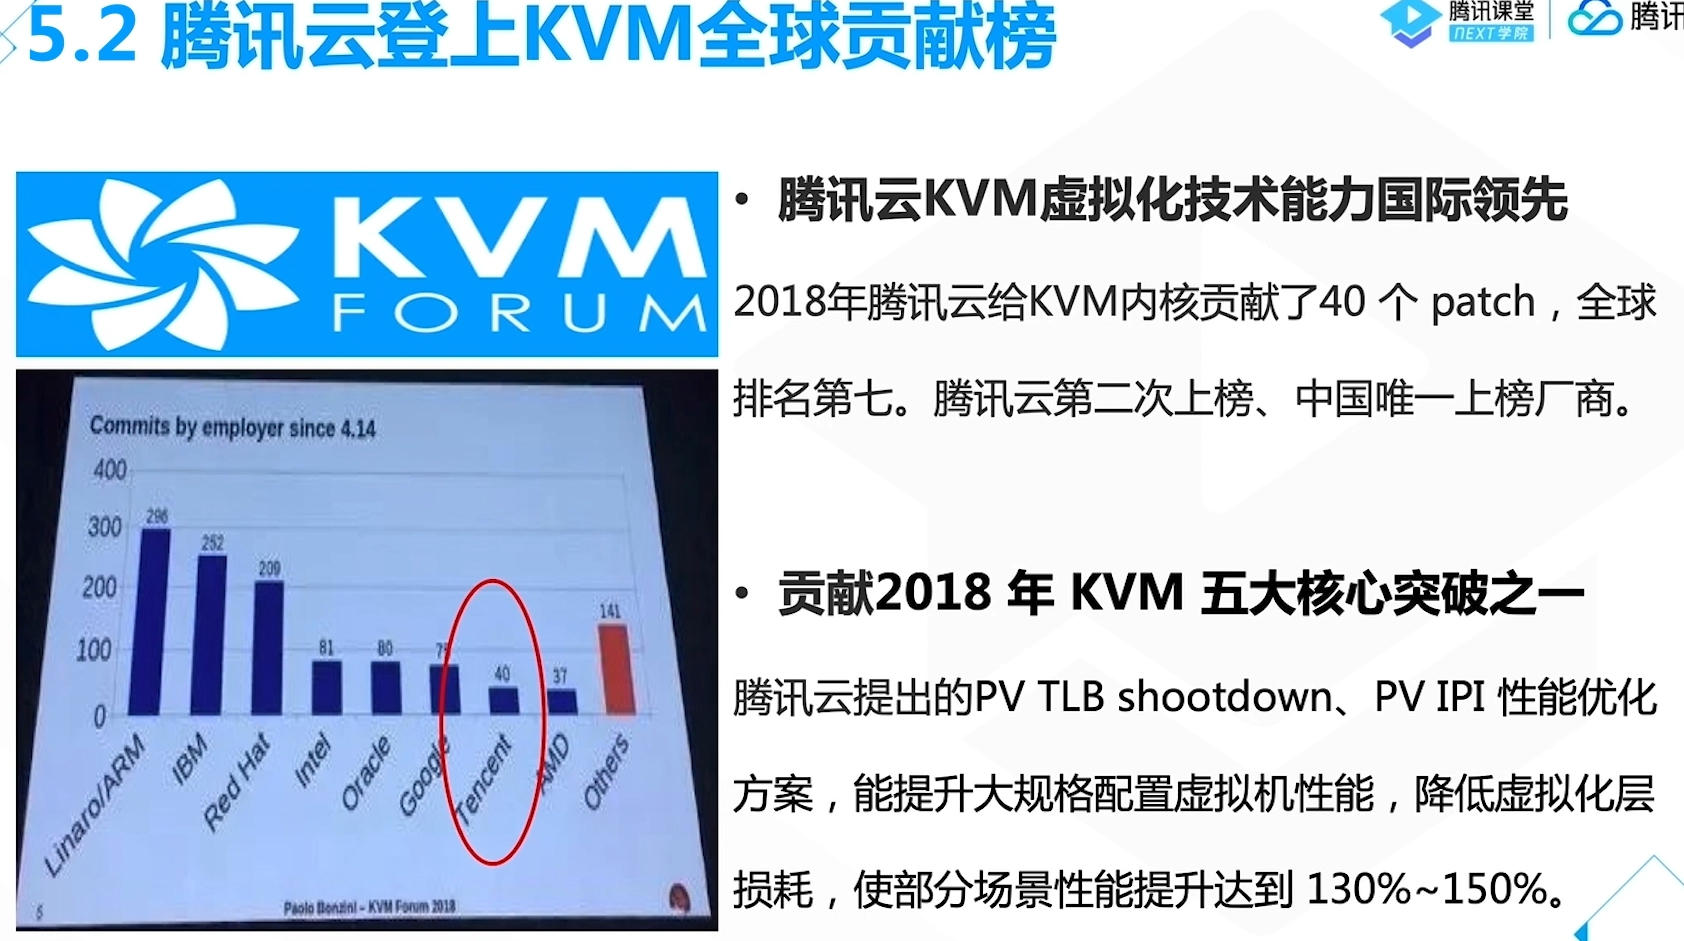 5.2 腾讯云登上KVM全球贡献榜
腾讯课堂
NEXT学院
腾讯
KVM
FORUM
• 腾讯云KVM虚拟化技术能力国际领先
2018年腾讯云给KVM内核贡献了40 个 patch，全球
排名第七。腾讯云第二次上榜、中国唯一上榜厂商。
• 贡献2018 年 KVM 五大核心突破之一
腾讯云提出的PV TLB shootdown、PV IPI 性能优化
方案，能提升大规格配置虚拟机性能，降低虚拟化层
损耗，使部分场景性能提升达到 130%~150%。
Commits by employer since 4.14
400
300
200
100
0
296
252
209
81
80
40
37
141
Linaro/ARM
IBM
Red Hat
Intel
Oracle
Google
Tencent
AMD
Others
Paolo Bonzini – KVM Forum 2018